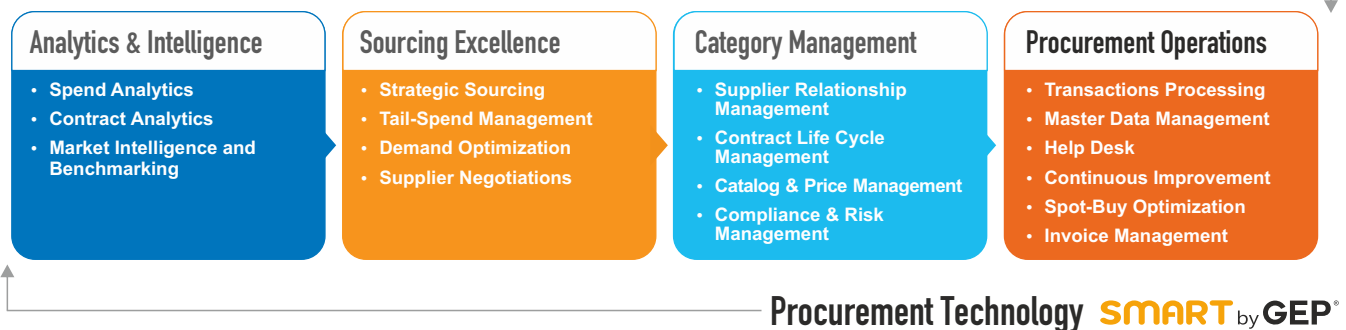 Analytics & Intelligence
• Spend Analytics
• Contract Analytics
• Market Intelligence and
Benchmarking
Sourcing Excellence
• Strategic Sourcing
• Tail-Spend Management
• Demand Optimization
• Supplier Negotiations
Category Management
• Supplier Relationship
Management
• Contract Life Cycle
Management
• Catalog & Price Management
• Compliance & Risk
Management
Procurement Operations
• Transactions Processing
• Master Data Management
• Help Desk
• Continuous Improvement
• Spot-Buy Optimization
• Invoice Management
Procurement Technology SMART by GEP®